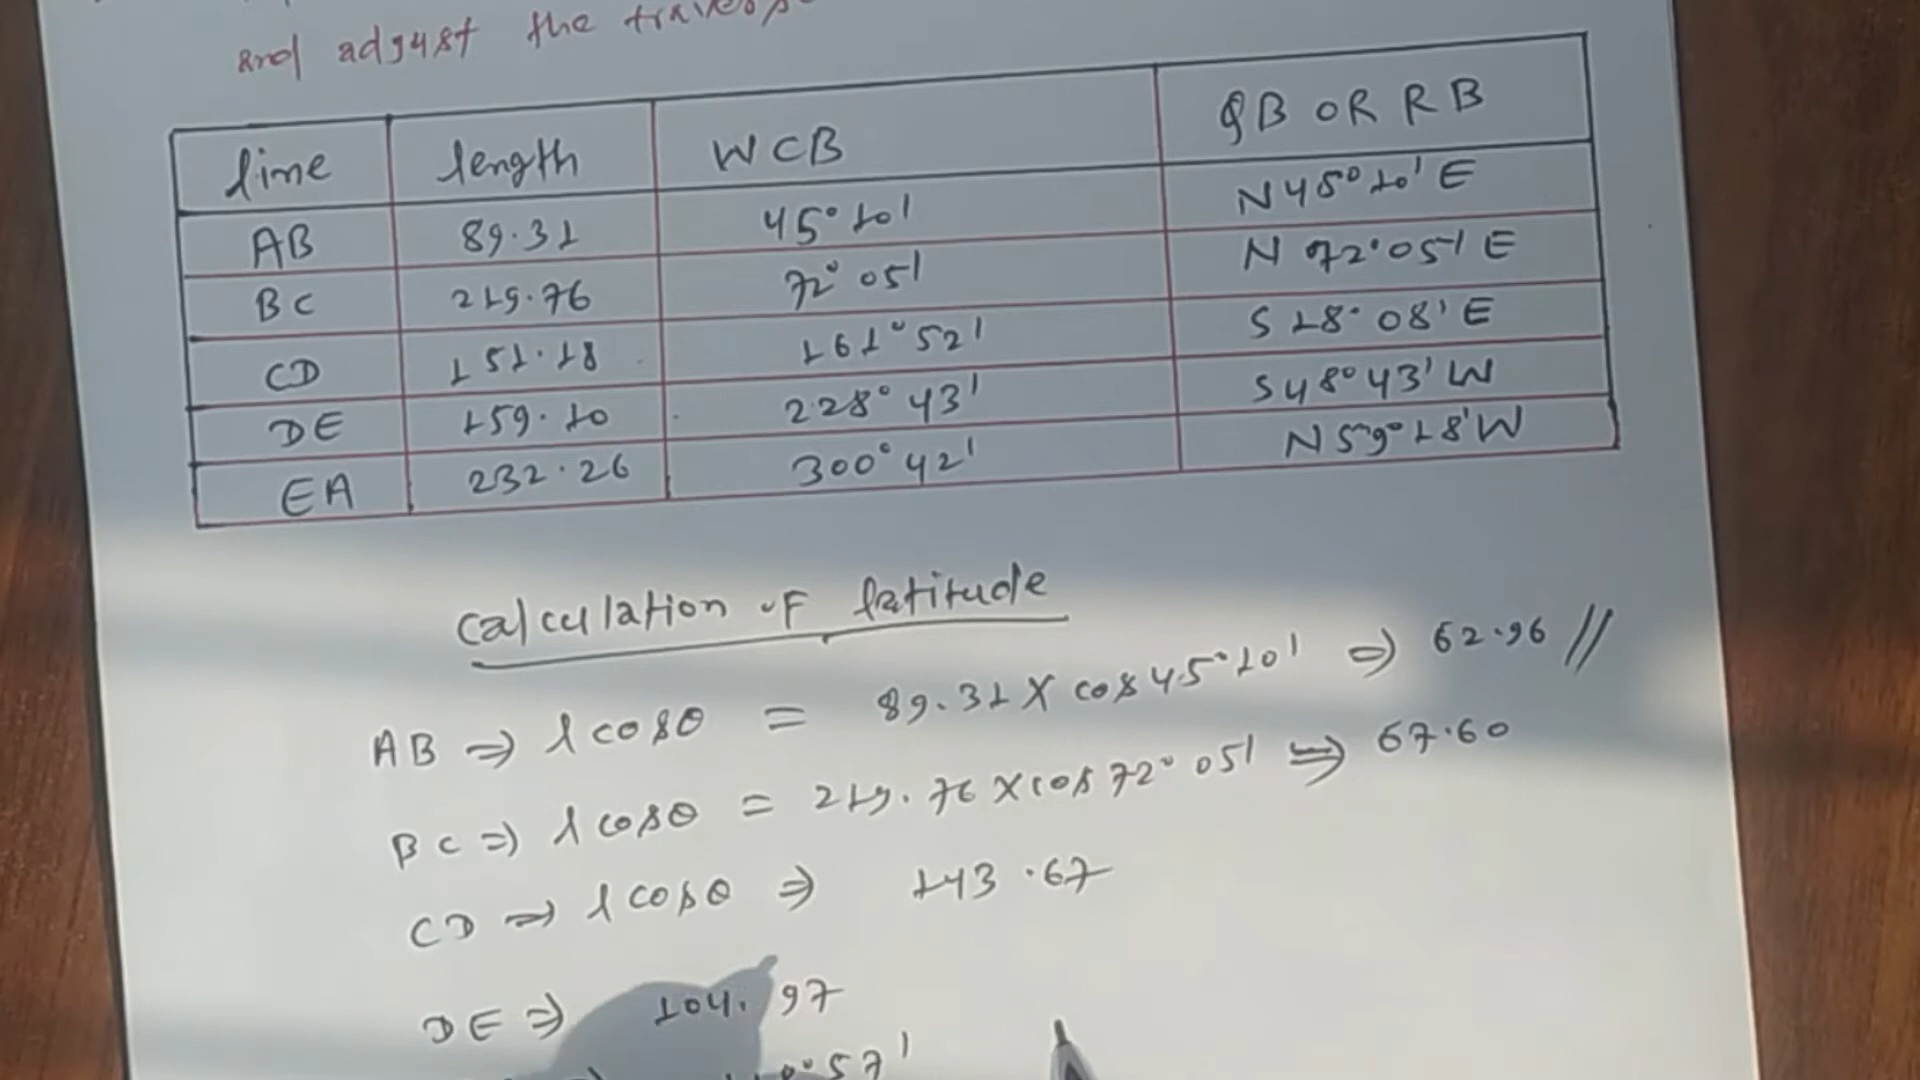 and adjust the
line length WCB QB OR RB
AB 89.31 45°10' N45°10'E
BC 219.76 72°05' N 72°05'E
CD 151.18 161°52' S 18°08'E
DE 159.10 228°43' S48°43'W
EA 232.26 300°42' N59°18'W
Calculation of latitude
AB ⇒ l cosθ = 89.31 X cos 45°10' ⇒ 62.96 //
BC ⇒ l cosθ = 219.76 X cos 72°05' ⇒ 67.60
CD ⇒ l cosθ ⇒ 143.67
DE ⇒ 104.97